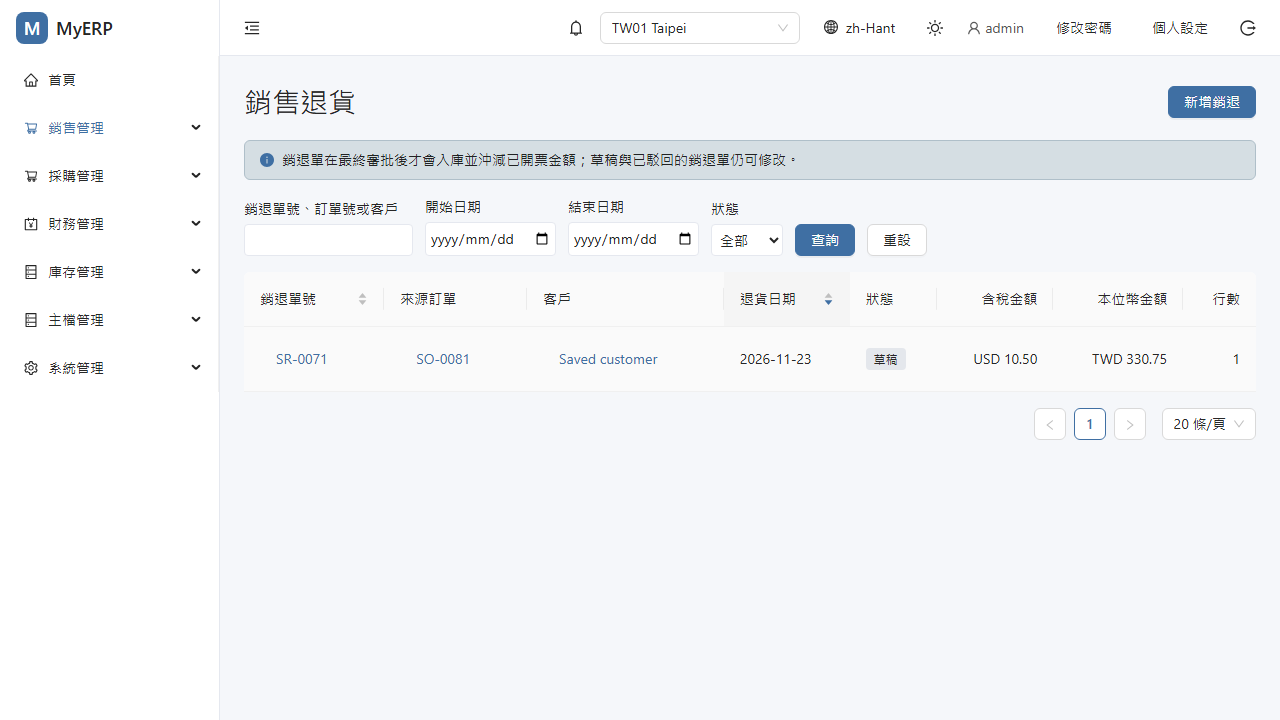 M MyERP
TW01 Taipei
zh-Hant
admin
修改密碼
個人設定
首頁
銷售管理
採購管理
財務管理
庫存管理
主檔管理
系統管理
銷售退貨
新增銷退
銷退單在最終審批後才會入庫並沖減已開票金額；草稿與已駁回的銷退單仍可修改。
銷退單號、訂單號或客戶
開始日期
結束日期
狀態
yyyy/mm/dd
yyyy/mm/dd
全部
查詢
重設
銷退單號 來源訂單 客戶 退貨日期 狀態 含稅金額 本位幣金額 行數
SR-0071 SO-0081 Saved customer 2026-11-23 草稿 USD 10.50 TWD 330.75 1
1
20 條/頁